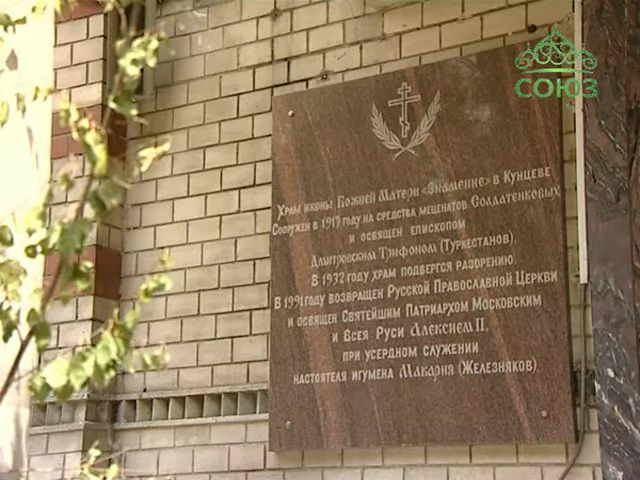 СОЮЗ
Храм иконы Божией Матери «Знамение» в Кунцеве
Сооружен в 1913 году на средства меценатов Солдатенковых
и освящен епископом
Дмитровским Трифоном (Туркестанов).
В 1932 году храм подвергся разорению.
В 1991 году возвращен Русской Православной Церкви
и освящен Святейшим Патриархом Московским
и Всея Руси Алексием II.
при усердном служении
настоятеля игумена Макария (Железняков).